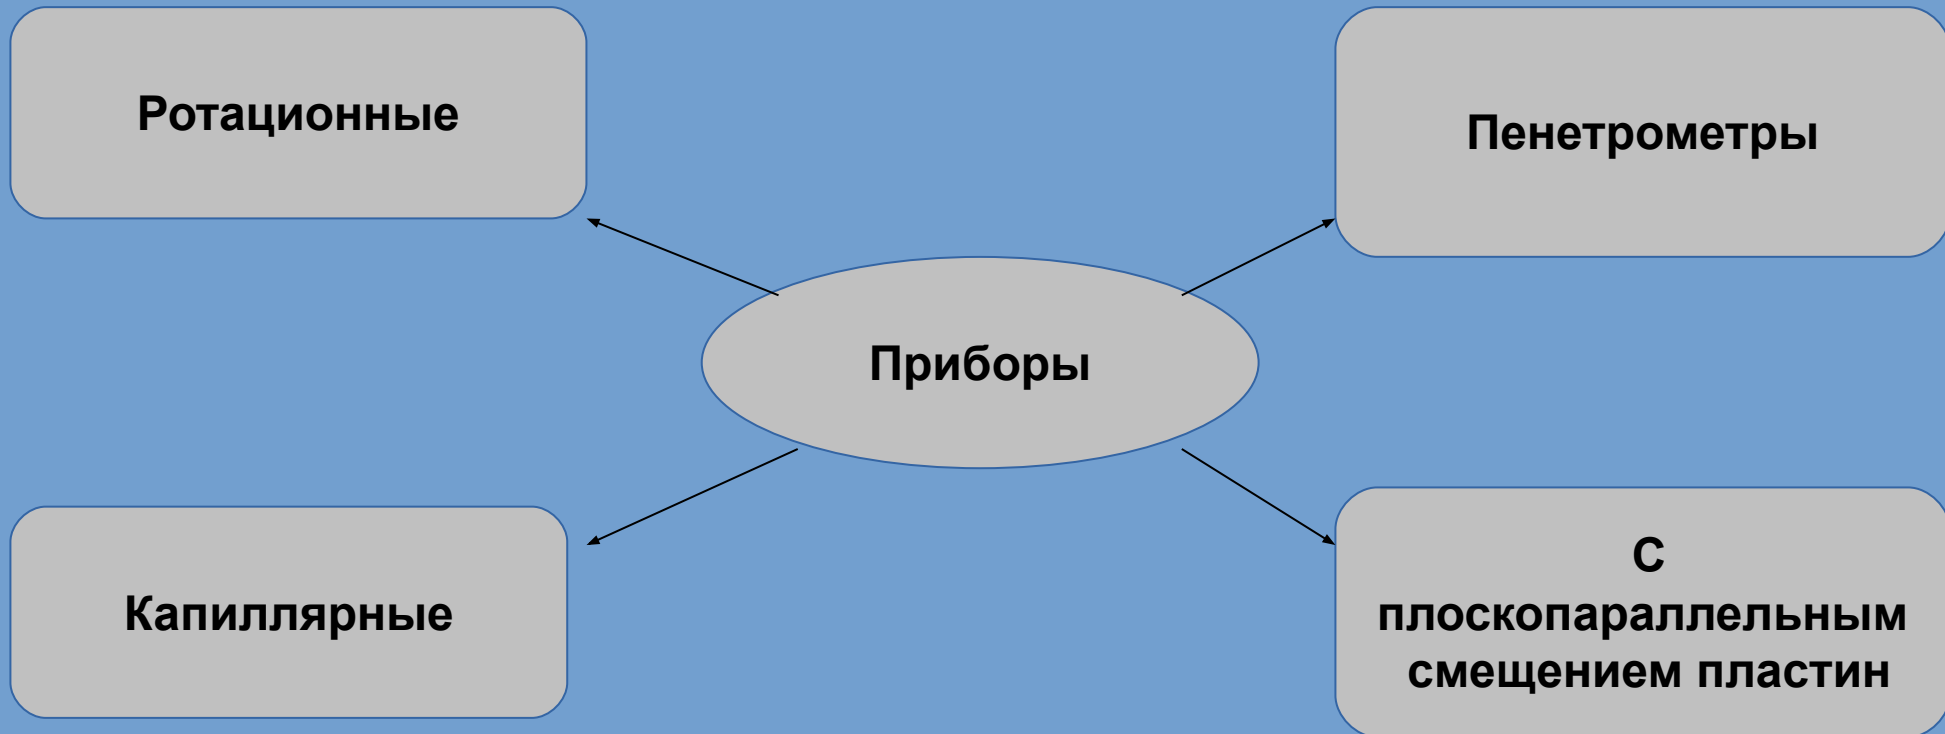 Ротационные
Пенетрометры
Приборы
Капиллярные
С
плоскопараллельным
смещением пластин